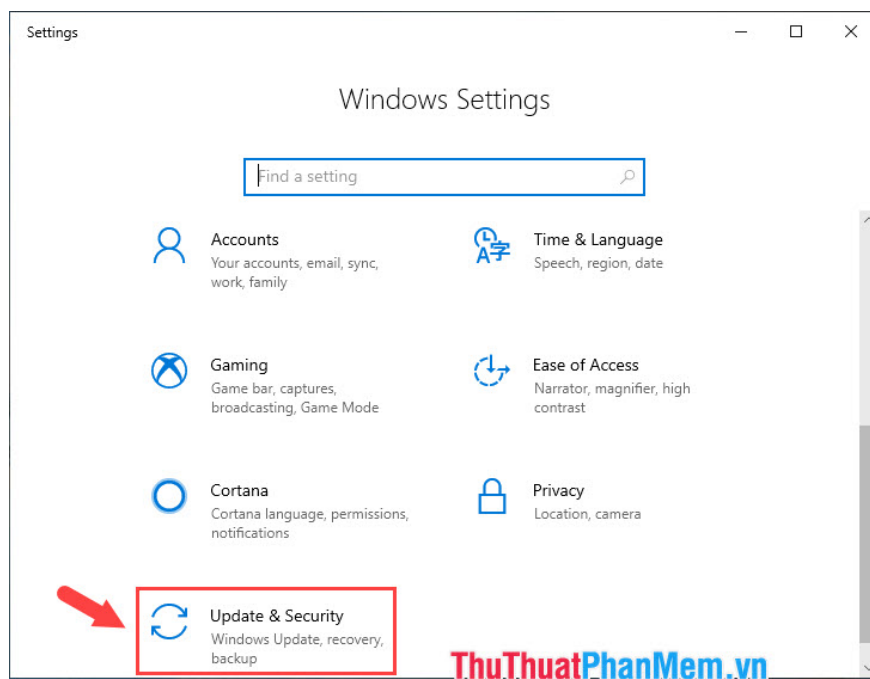 Settings
Windows Settings
Find a setting
Accounts
Your accounts, email, sync,
work, family
Time & Language
Speech, region, date
Gaming
Game bar, captures,
broadcasting, Game Mode
Ease of Access
Narrator, magnifier, high
contrast
Cortana
Cortana language, permissions,
notifications
Privacy
Location, camera
Update & Security
Windows Update, recovery,
backup
ThuThuatPhanMem.vn